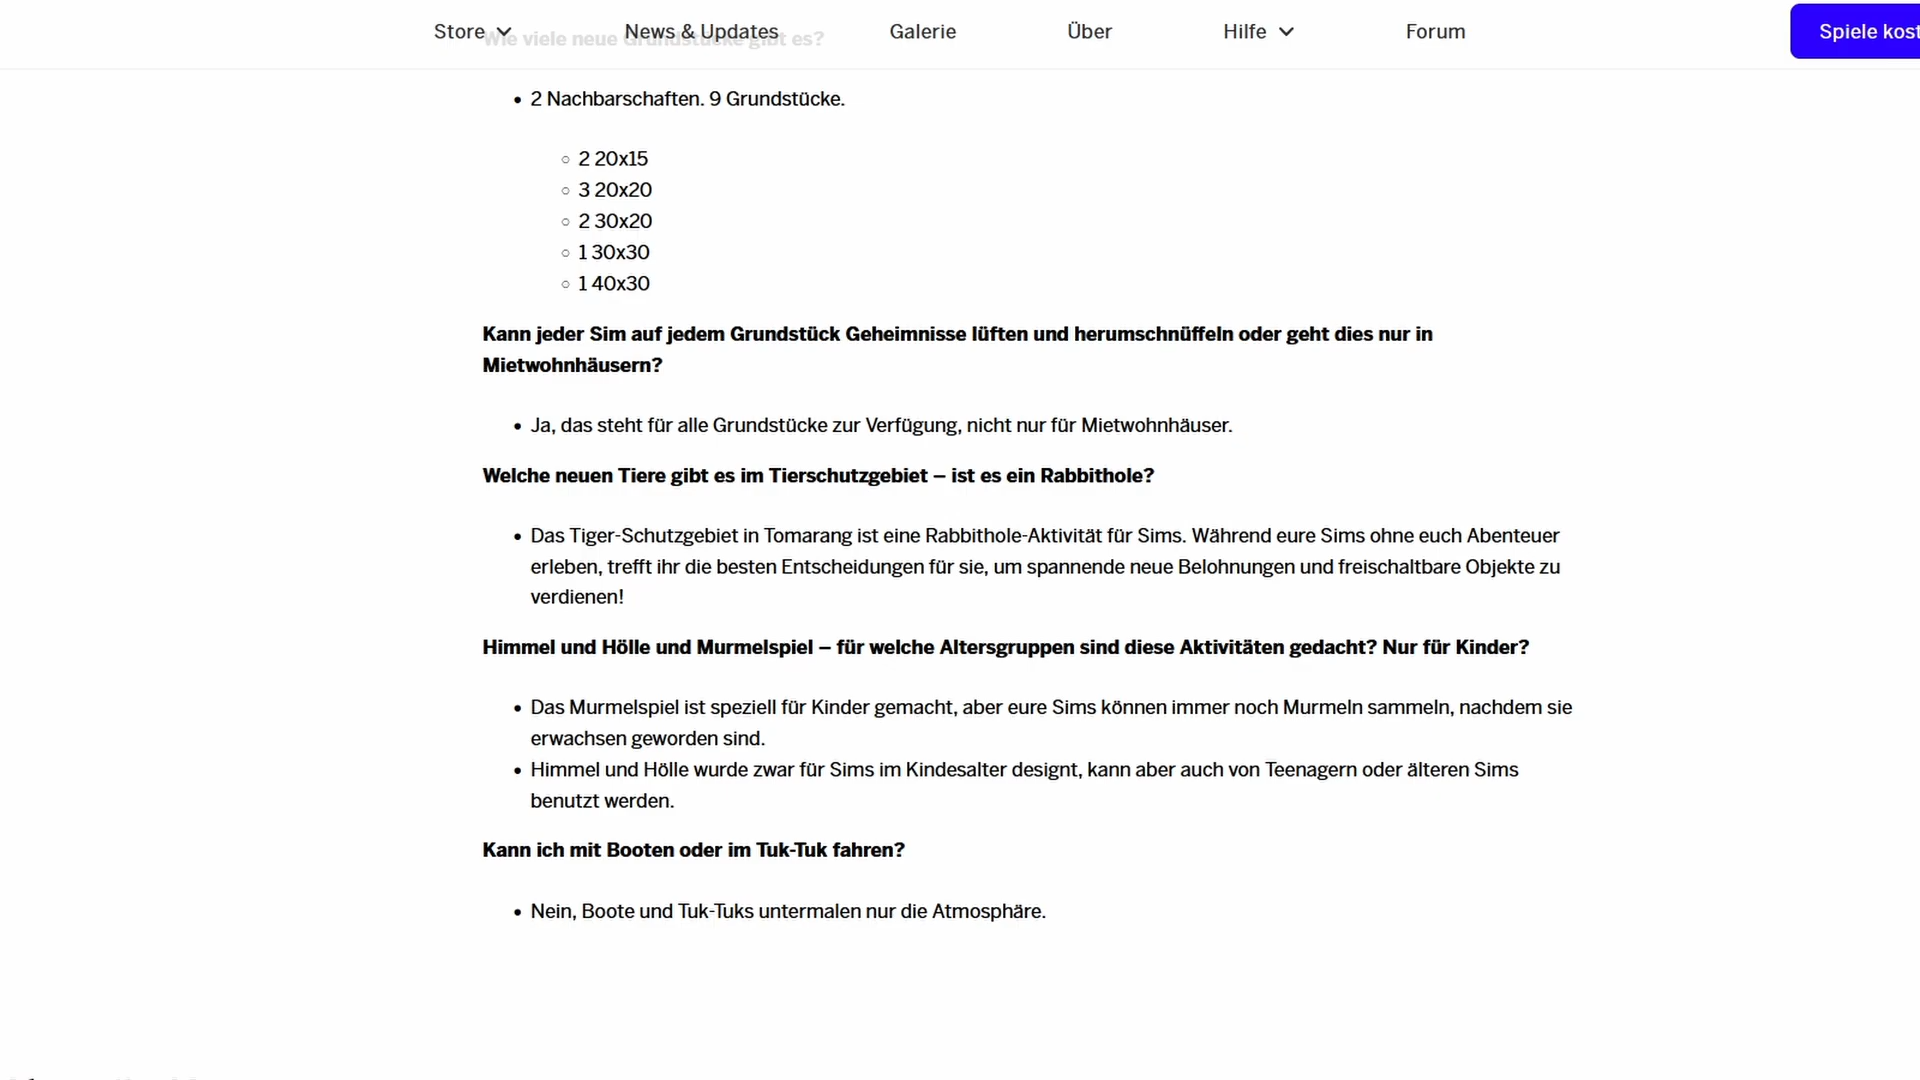 Store
News & Updates
Galerie
Über
Hilfe
Forum
Spiele kost
Wie viele neue Grundstücke gibt es?
• 2 Nachbarschaften. 9 Grundstücke.
○ 2 20x15
○ 3 20x20
○ 2 30x20
○ 1 30x30
○ 1 40x30
Kann jeder Sim auf jedem Grundstück Geheimnisse lüften und herumschnüffeln oder geht dies nur in
Mietwohnhäusern?
• Ja, das steht für alle Grundstücke zur Verfügung, nicht nur für Mietwohnhäuser.
Welche neuen Tiere gibt es im Tierschutzgebiet – ist es ein Rabbithole?
• Das Tiger-Schutzgebiet in Tomarang ist eine Rabbithole-Aktivität für Sims. Während eure Sims ohne euch Abenteuer
erleben, trefft ihr die besten Entscheidungen für sie, um spannende neue Belohnungen und freischaltbare Objekte zu
verdienen!
Himmel und Hölle und Murmelspiel – für welche Altersgruppen sind diese Aktivitäten gedacht? Nur für Kinder?
• Das Murmelspiel ist speziell für Kinder gemacht, aber eure Sims können immer noch Murmeln sammeln, nachdem sie
erwachsen geworden sind.
• Himmel und Hölle wurde zwar für Sims im Kindesalter designt, kann aber auch von Teenagern oder älteren Sims
benutzt werden.
Kann ich mit Booten oder im Tuk-Tuk fahren?
• Nein, Boote und Tuk-Tuks untermalen nur die Atmosphäre.